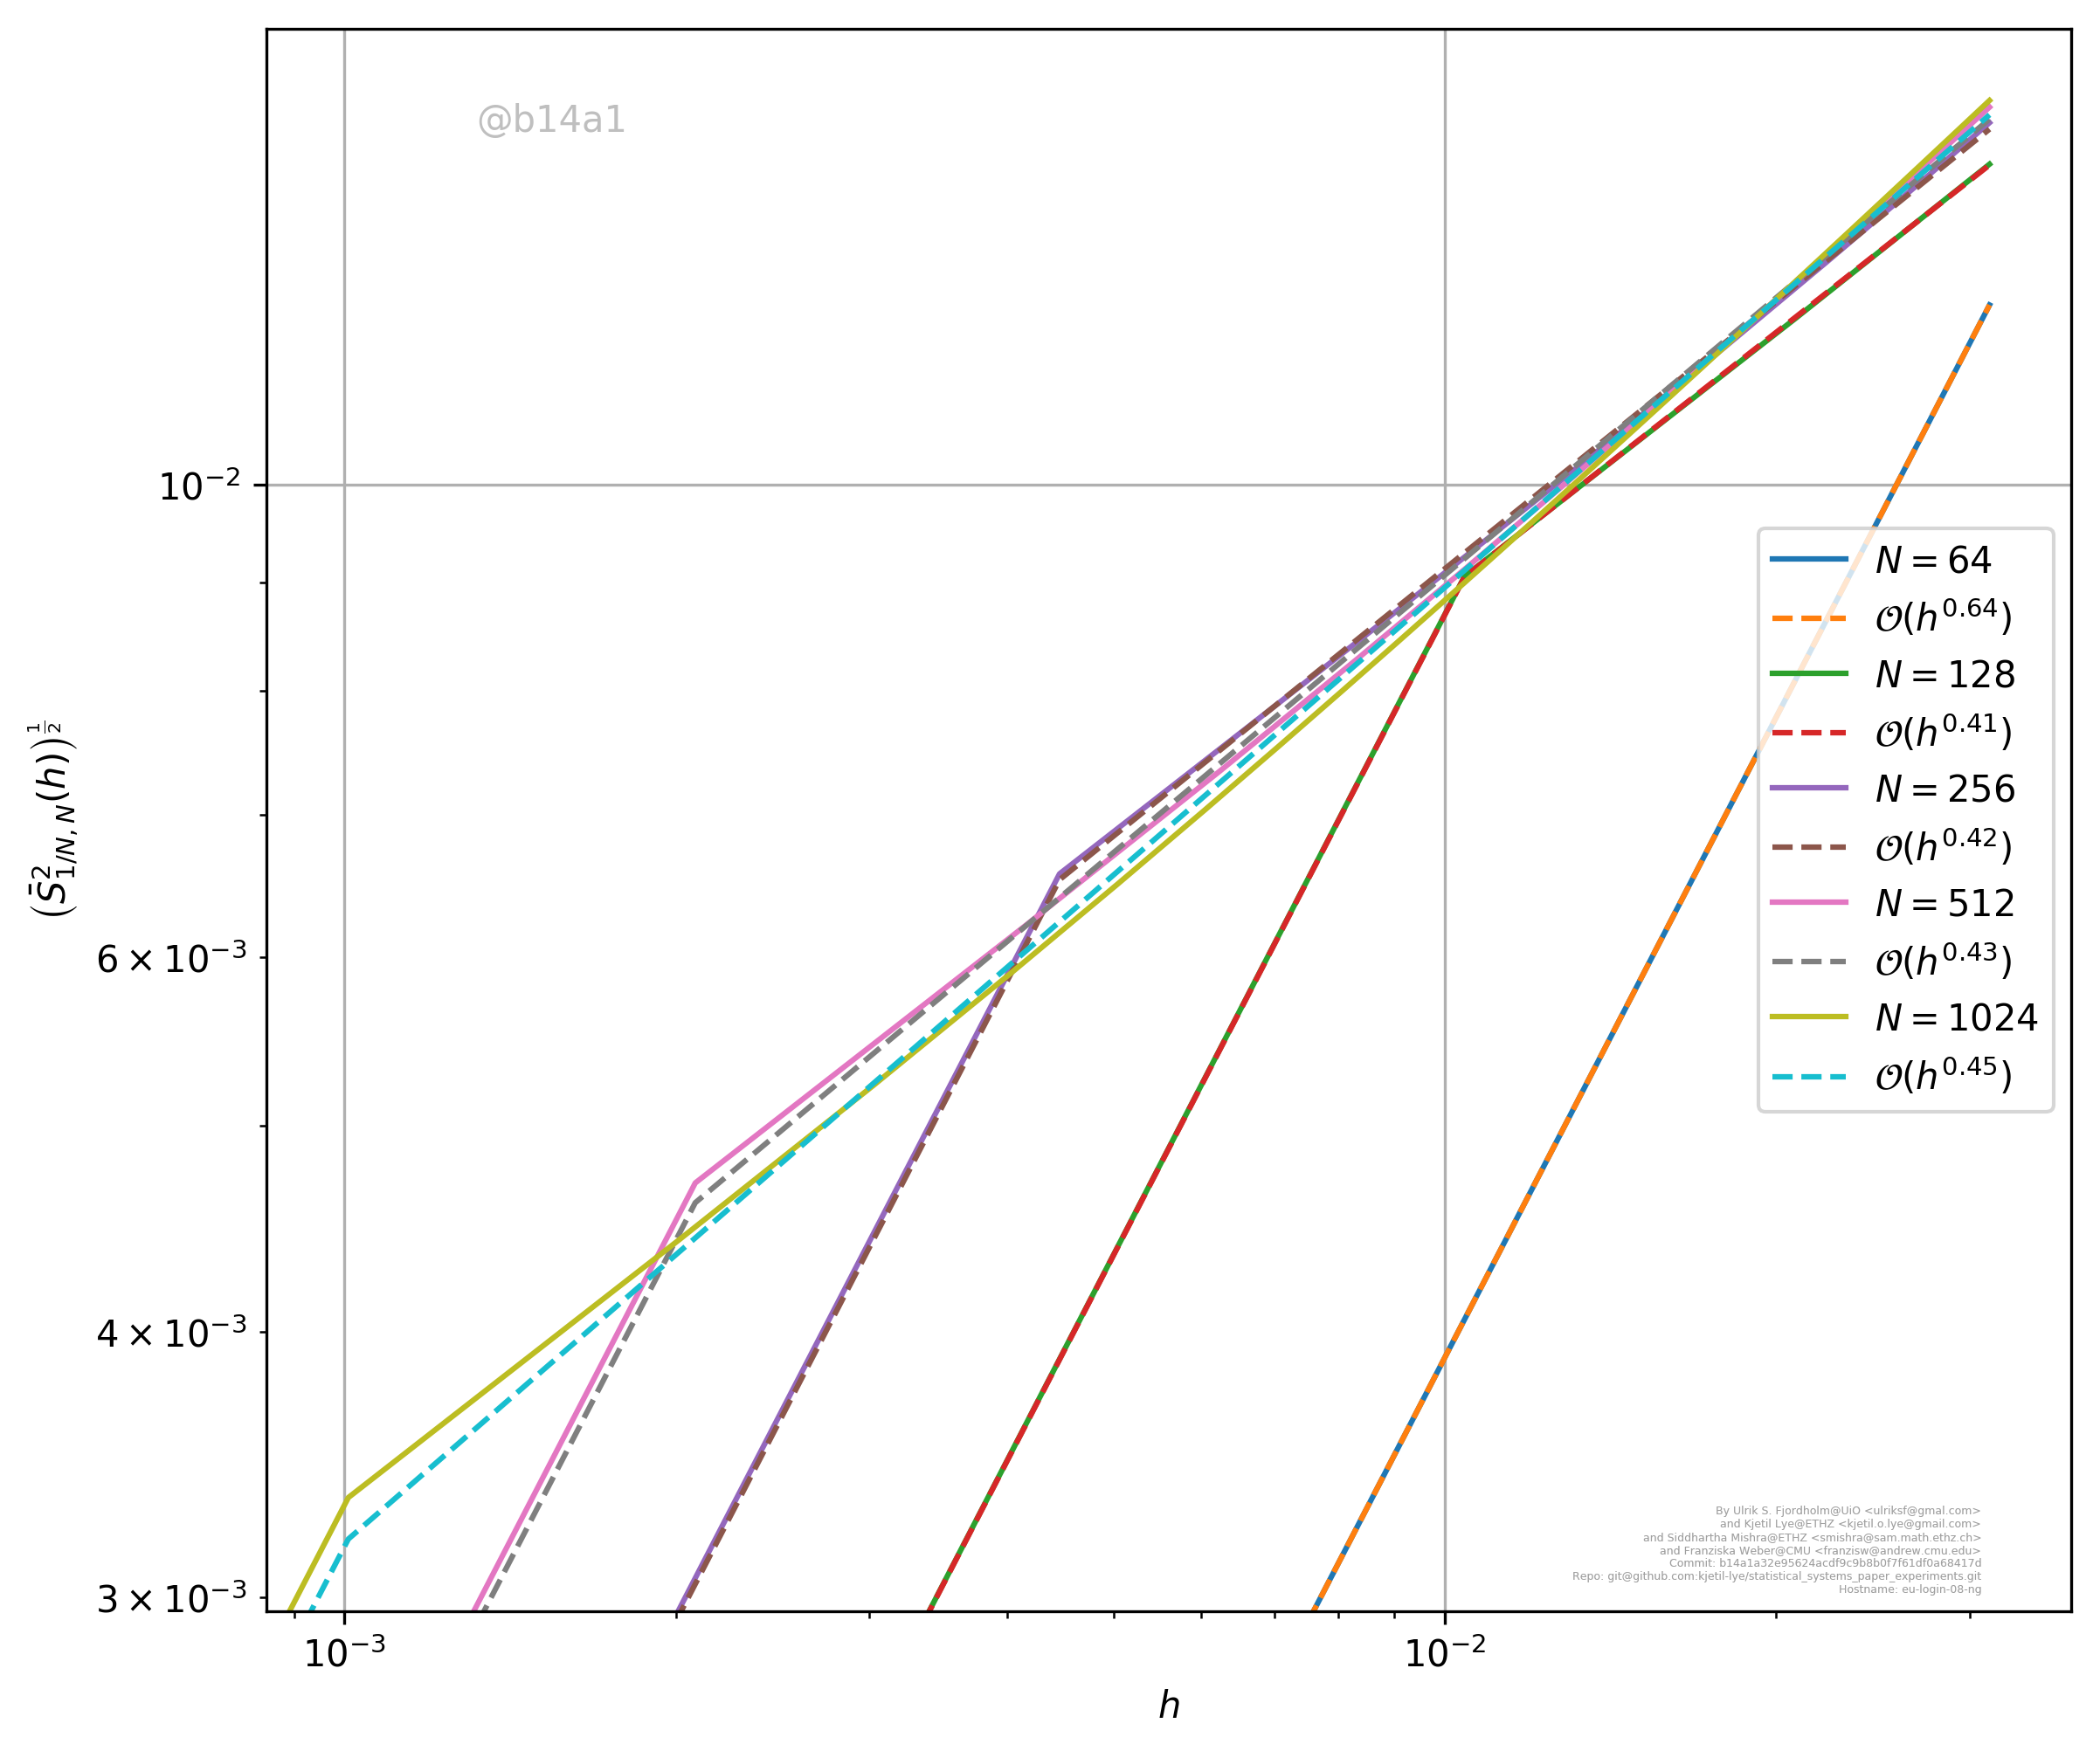 @b14a1
10⁻²
6 × 10⁻³
4 × 10⁻³
3 × 10⁻³
(S̄²₁/N, N(h))^½
10⁻³
10⁻²
h
N = 64
𝒪(h^0.64)
N = 128
𝒪(h^0.41)
N = 256
𝒪(h^0.42)
N = 512
𝒪(h^0.43)
N = 1024
𝒪(h^0.45)
By Ulrik S. Fjordholm@UiO <ulriksf@gmal.com>
and Kjetil Lye@ETHZ <kjetil.o.lye@gmail.com>
and Siddhartha Mishra@ETHZ <smishra@sam.math.ethz.ch>
and Franziska Weber@CMU <franzisw@andrew.cmu.edu>
Commit: b14a1a32e95624acdf9c9b8b0f7f61df0a68417d
Repo: git@github.com:kjetil-lye/statistical_systems_paper_experiments.git
Hostname: eu-login-08-ng